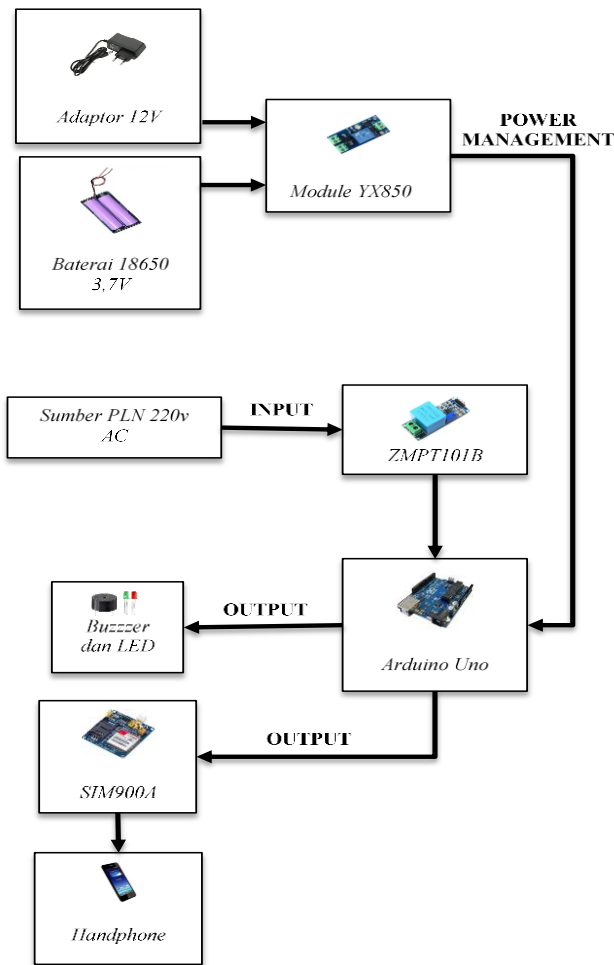 Adaptor 12V
POWER
MANAGEMENT
Module YX850
Baterai 18650
3,7V
Sumber PLN 220v
AC
INPUT
ZMPT101B
Buzzzer
dan LED
OUTPUT
Arduino Uno
OUTPUT
SIM900A
Handphone